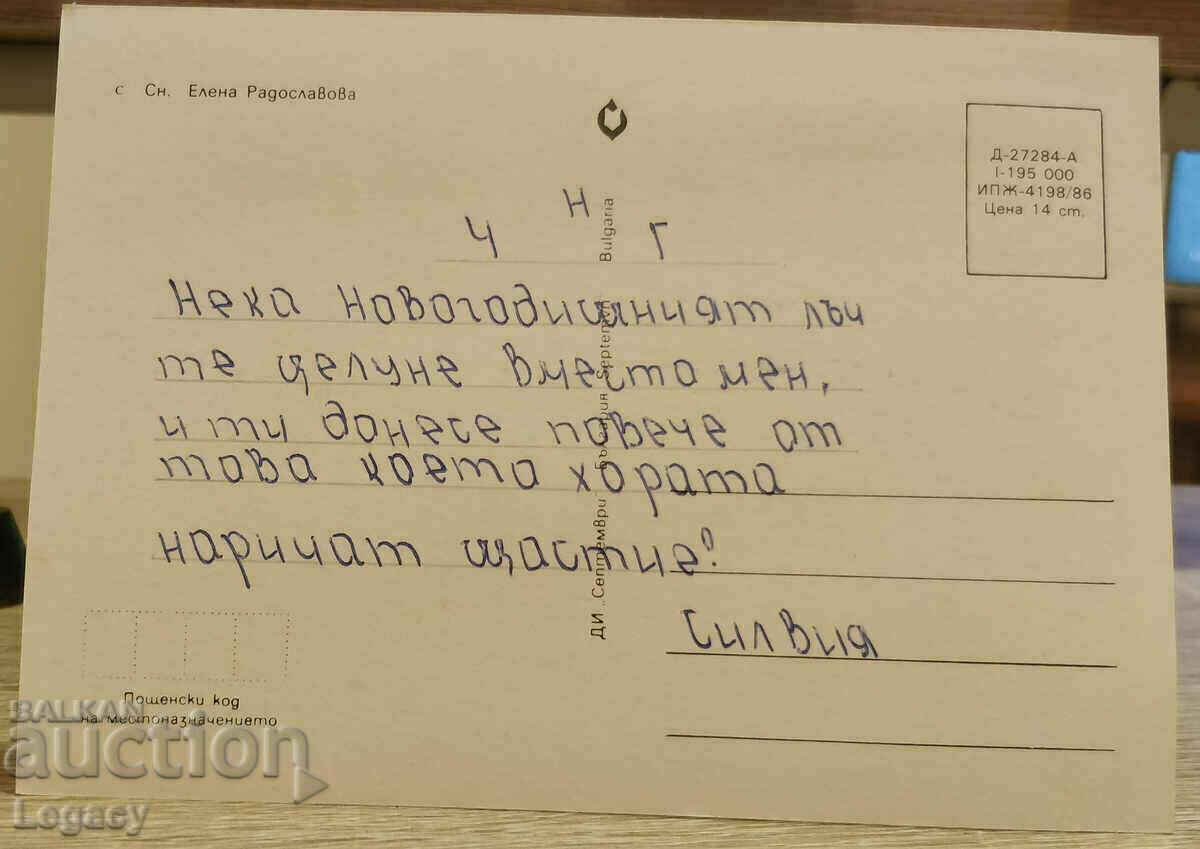 с Сн. Елена Радославова
Д-27284-А
I-195 000
ИПЖ-4198/86
Цена 14 ст.
Ч Н Г
Нека новогодишният лъч
те целуне вместо мен,
и ти донесе повече от
това което хората
наричат щастие!
Силвия
ДИ „Септември" България Septemvri Bulgaria
Пощенски код
на местоназначението
BALKAN
auction
Legacy